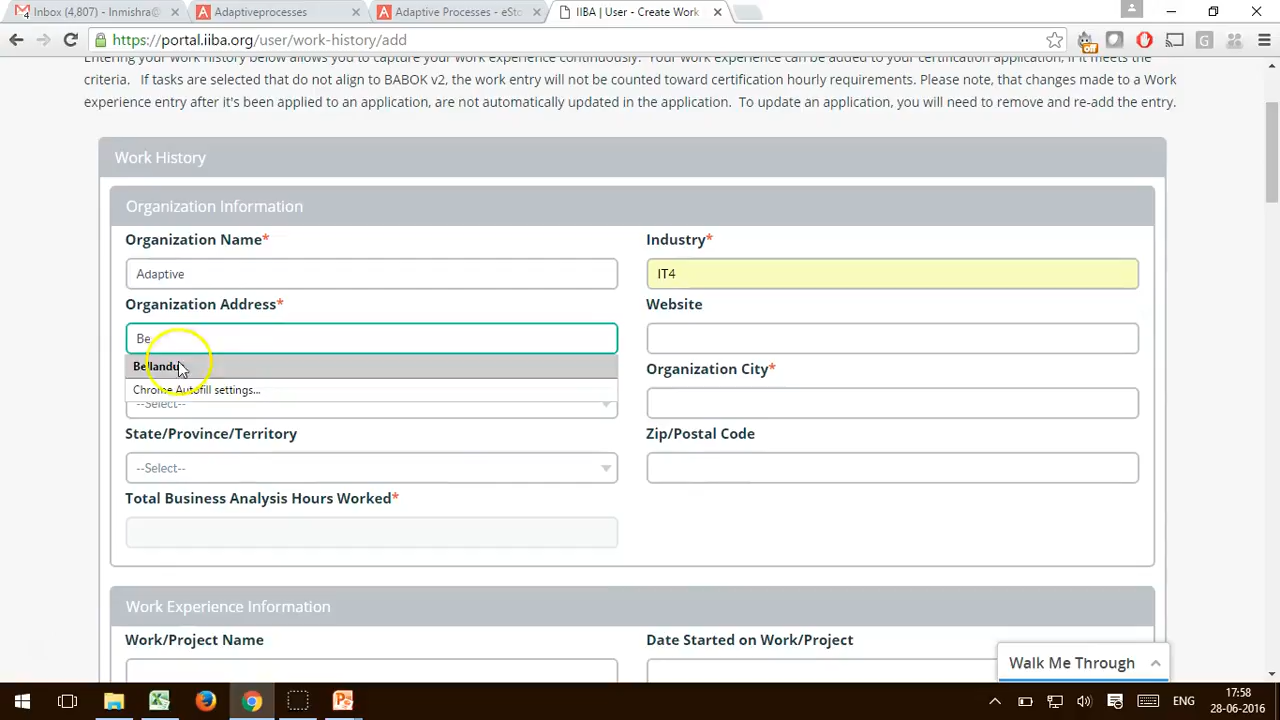 Inbox (4,807) - Inmishra@
Adaptiveprocesses
Adaptive Processes - eSto
IIBA | User - Create Work
https://portal.iiba.org/user/work-history/add
off
G
Entering your work history below allows you to capture your work experience continuously. Your work experience can be added to your certification application, if it meets the
criteria. If tasks are selected that do not align to BABOK v2, the work entry will not be counted toward certification hourly requirements. Please note, that changes made to a Work
experience entry after it's been applied to an application, are not automatically updated in the application. To update an application, you will need to remove and re-add the entry.
Work History
Organization Information
Organization Name*
Industry*
Adaptive
IT4
Organization Address*
Website
Be
Bellandu
Organization City*
Chrome Autofill settings...
--Select--
State/Province/Territory
Zip/Postal Code
--Select--
Total Business Analysis Hours Worked*
Work Experience Information
Work/Project Name
Date Started on Work/Project
Walk Me Through
ENG
17:58
28-06-2016